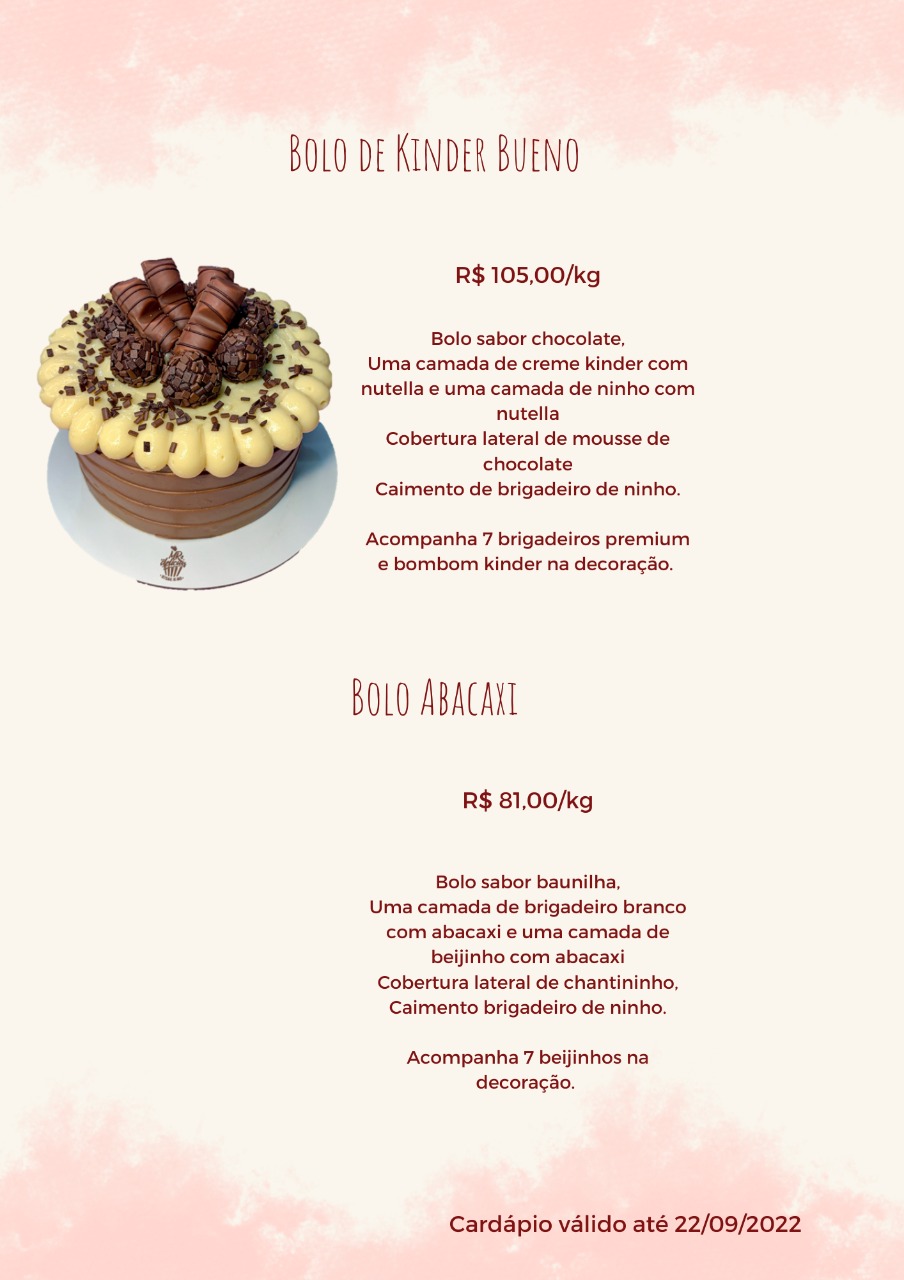 Bolo de Kinder Bueno
R$ 105,00/kg
Bolo sabor chocolate,
Uma camada de creme kinder com
nutella e uma camada de ninho com
nutella
Cobertura lateral de mousse de
chocolate
Caimento de brigadeiro de ninho.
Acompanha 7 brigadeiros premium
e bombom kinder na decoração.
Bolo Abacaxi
R$ 81,00/kg
Bolo sabor baunilha,
Uma camada de brigadeiro branco
com abacaxi e uma camada de
beijinho com abacaxi
Cobertura lateral de chantininho,
Caimento brigadeiro de ninho.
Acompanha 7 beijinhos na
decoração.
Cardápio válido até 22/09/2022